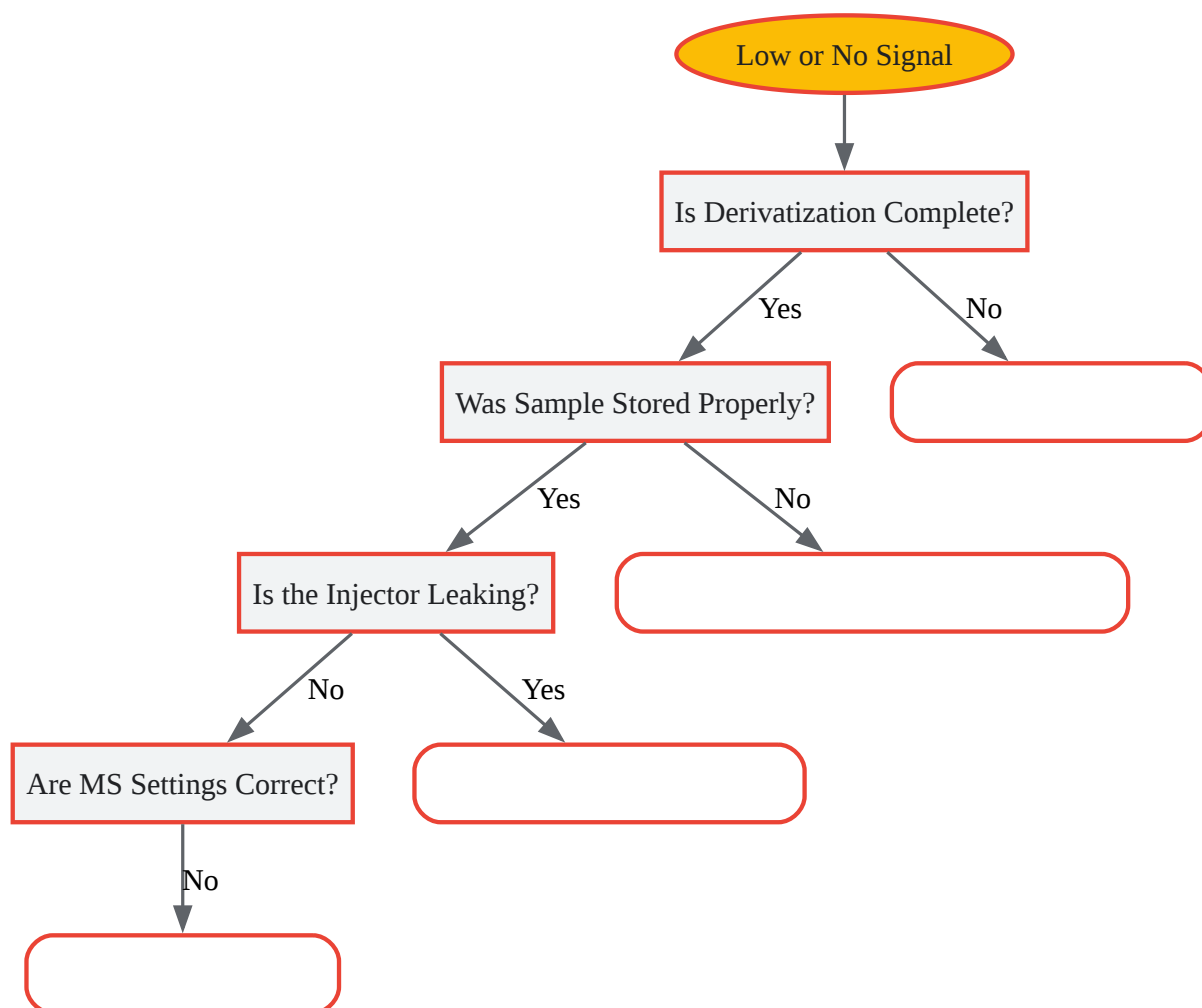 Low or No Signal
Is Derivatization Complete?
Yes
No
Was Sample Stored Properly?
Yes
No
Is the Injector Leaking?
No
Yes
Are MS Settings Correct?
No